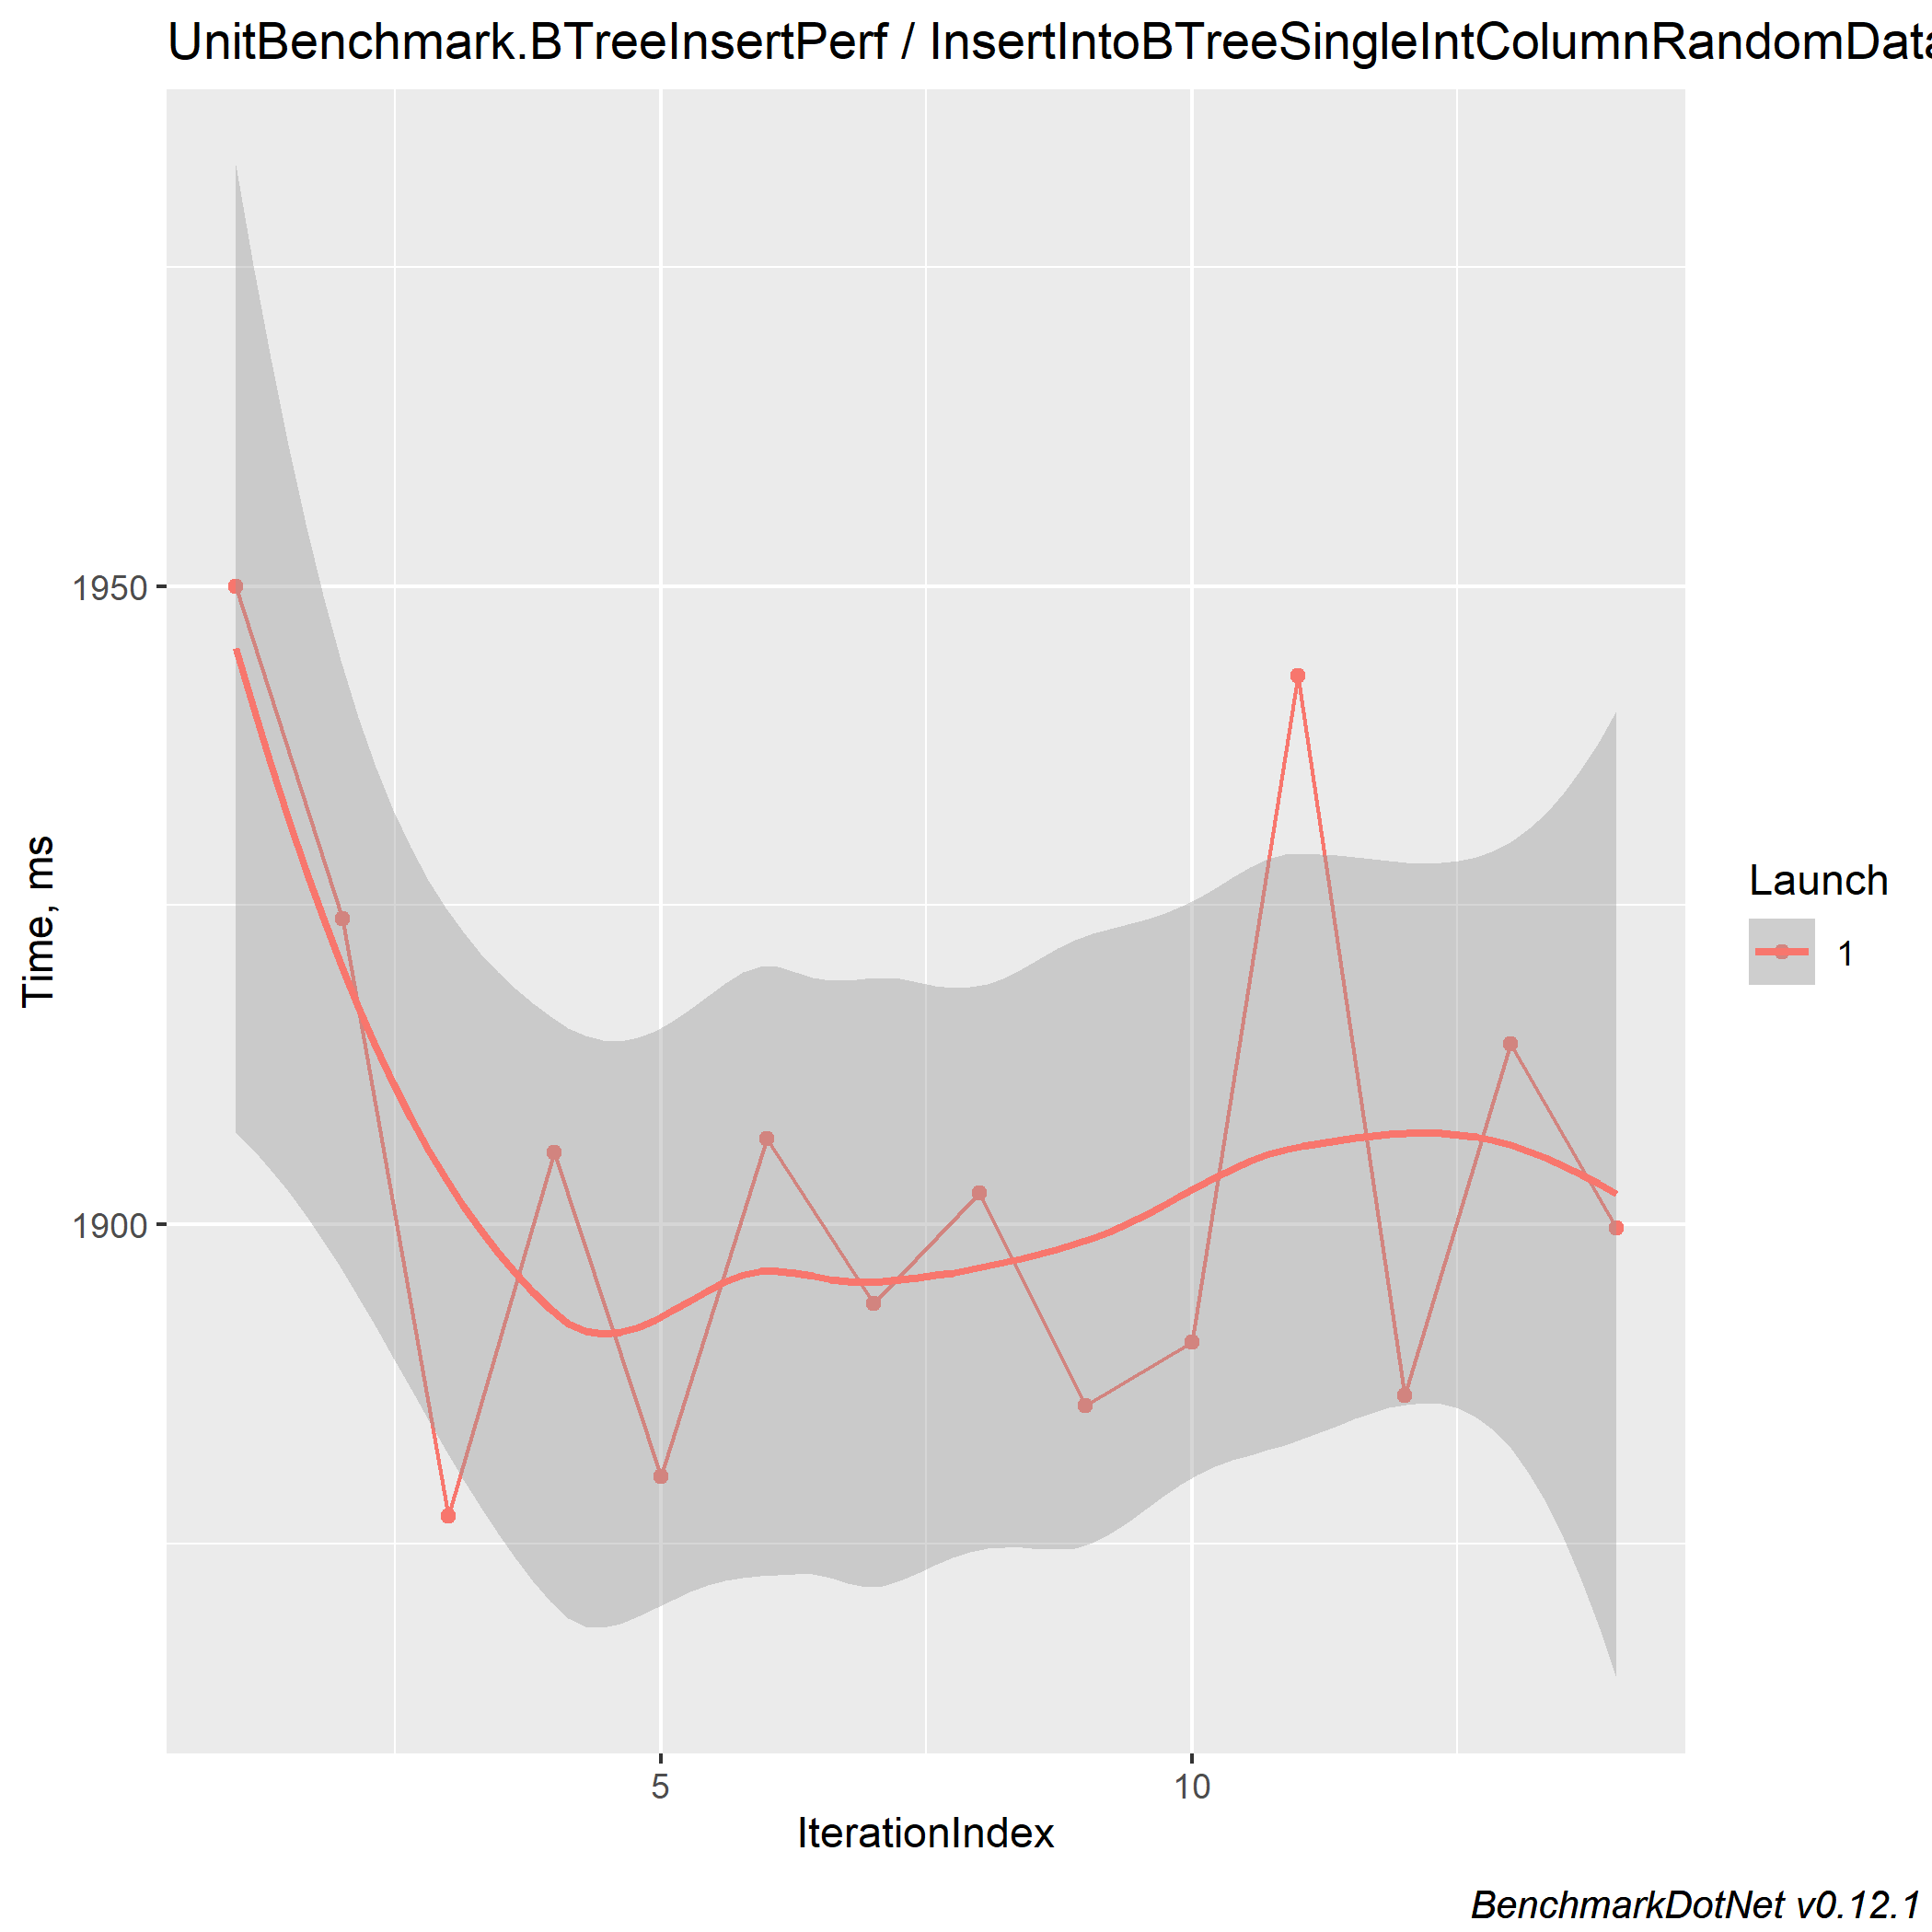 UnitBenchmark.BTreeInsertPerf / InsertIntoBTreeSingleIntColumnRandomData
1950
1900
Time, ms
Launch
1
5
10
IterationIndex
BenchmarkDotNet v0.12.1